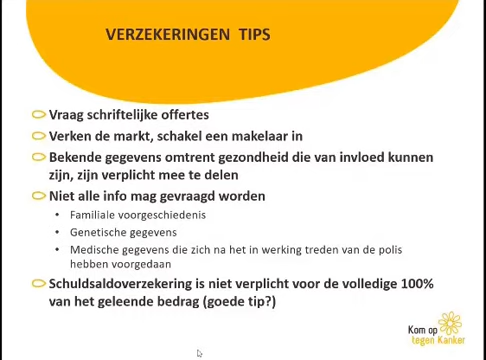 VERZEKERINGEN TIPS
Vraag schriftelijke offertes
Verken de markt, schakel een makelaar in
Bekende gegevens omtrent gezondheid die van invloed kunnen
zijn, zijn verplicht mee te delen
Niet alle info mag gevraagd worden
• Familiale voorgeschiedenis
• Genetische gegevens
• Medische gegevens die zich na het in werking treden van de polis
hebben voorgedaan
Schuldsaldoverzekering is niet verplicht voor de volledige 100%
van het geleende bedrag (goede tip?)
Kom op
tegen Kanker